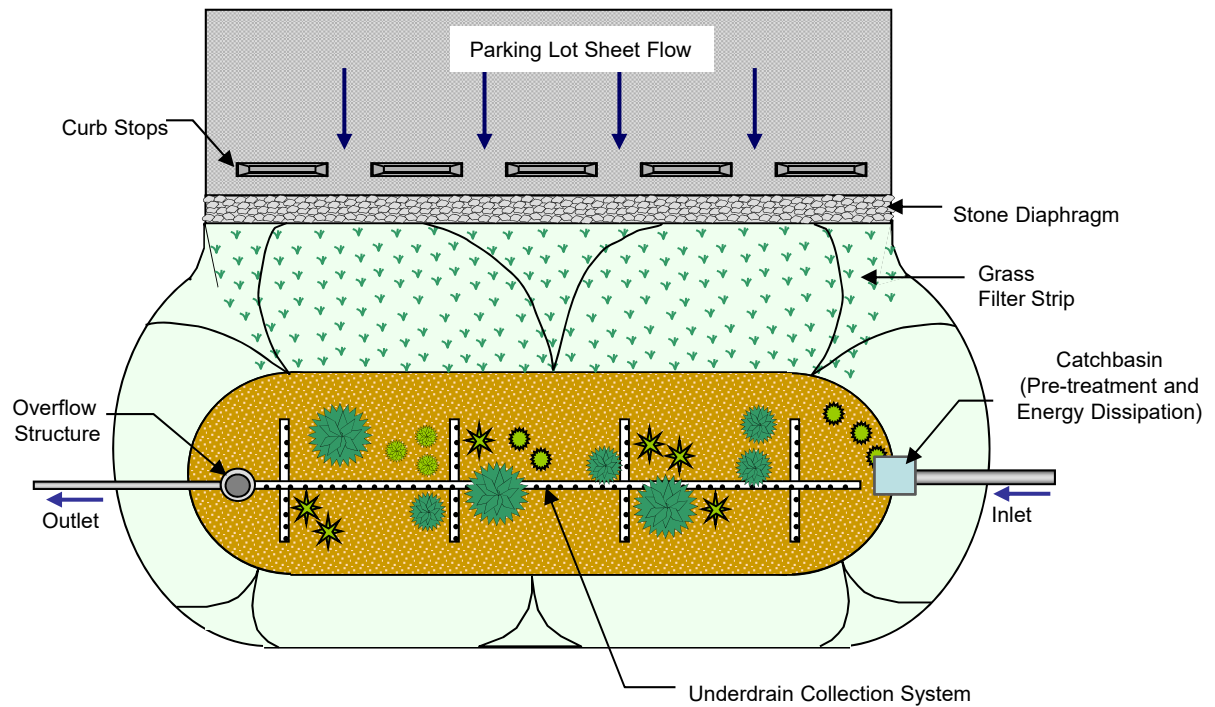 Parking Lot Sheet Flow
Curb Stops
Stone Diaphragm
Grass
Filter Strip
Catchbasin
(Pre-treatment and
Energy Dissipation)
Overflow
Structure
Outlet
Inlet
Underdrain Collection System